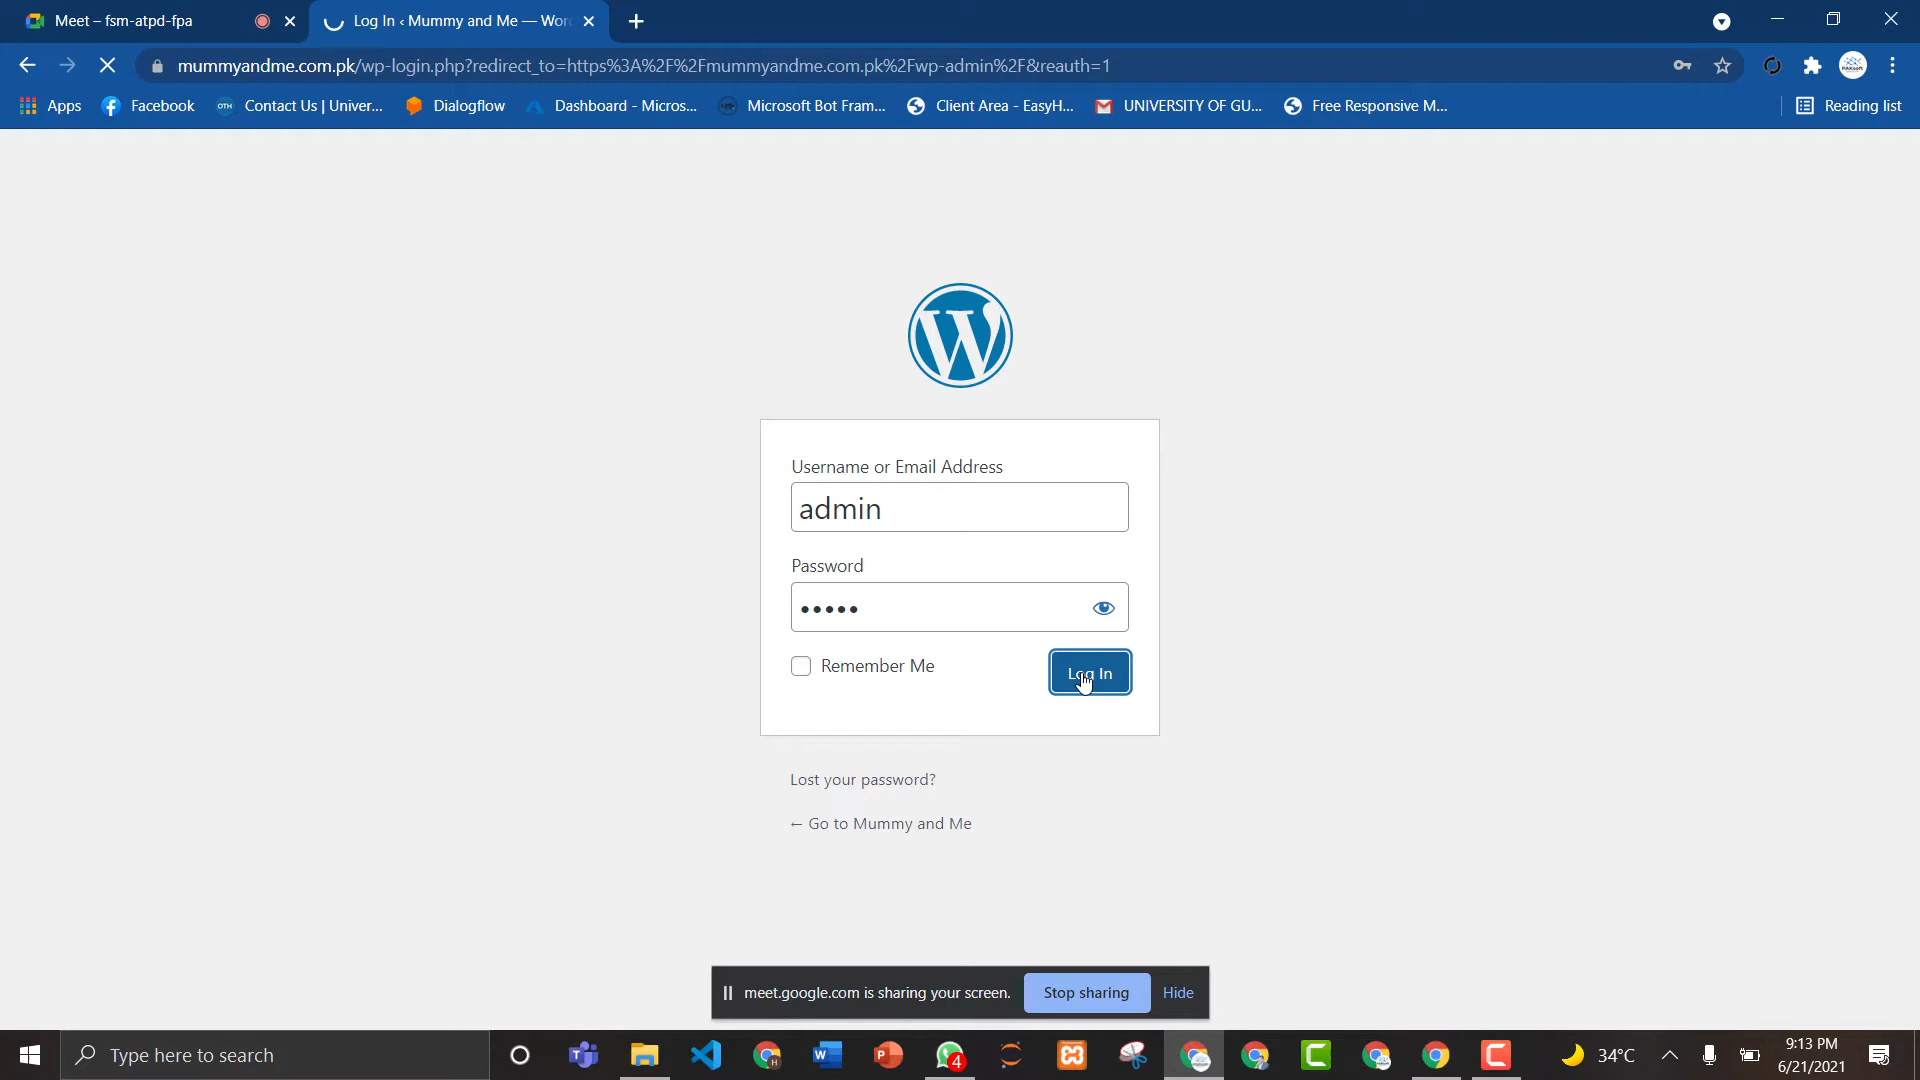 Meet – fsm-atpd-fpa
Log In ‹ Mummy and Me — Wor
mummyandme.com.pk/wp-login.php?redirect_to=https%3A%2F%2Fmummyandme.com.pk%2Fwp-admin%2F&reauth=1
Apps
Facebook
Contact Us | Univer...
Dialogflow
Dashboard - Micros...
Microsoft Bot Fram...
Client Area - EasyH...
UNIVERSITY OF GU...
Free Responsive M...
Reading list
Username or Email Address
admin
Password
•••••
Remember Me
Log In
Lost your password?
← Go to Mummy and Me
meet.google.com is sharing your screen.
Stop sharing
Hide
Type here to search
4
34°C
9:13 PM
6/21/2021